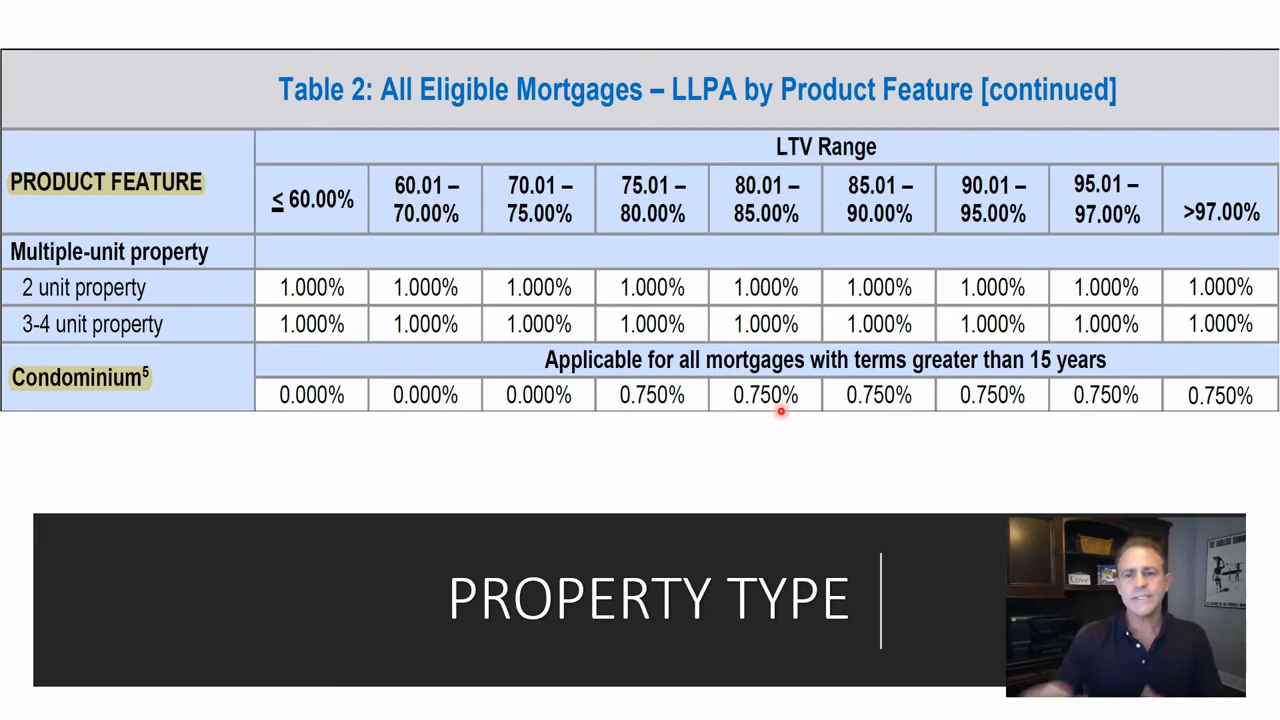 Table 2: All Eligible Mortgages – LLPA by Product Feature [continued]
PRODUCT FEATURE
LTV Range
≤ 60.00% 60.01 – 70.00% 70.01 – 75.00% 75.01 – 80.00% 80.01 – 85.00% 85.01 – 90.00% 90.01 – 95.00% 95.01 – 97.00% >97.00%
Multiple-unit property
2 unit property 1.000% 1.000% 1.000% 1.000% 1.000% 1.000% 1.000% 1.000% 1.000%
3-4 unit property 1.000% 1.000% 1.000% 1.000% 1.000% 1.000% 1.000% 1.000% 1.000%
Condominium⁵
Applicable for all mortgages with terms greater than 15 years
0.000% 0.000% 0.000% 0.750% 0.750% 0.750% 0.750% 0.750% 0.750%
PROPERTY TYPE
Love